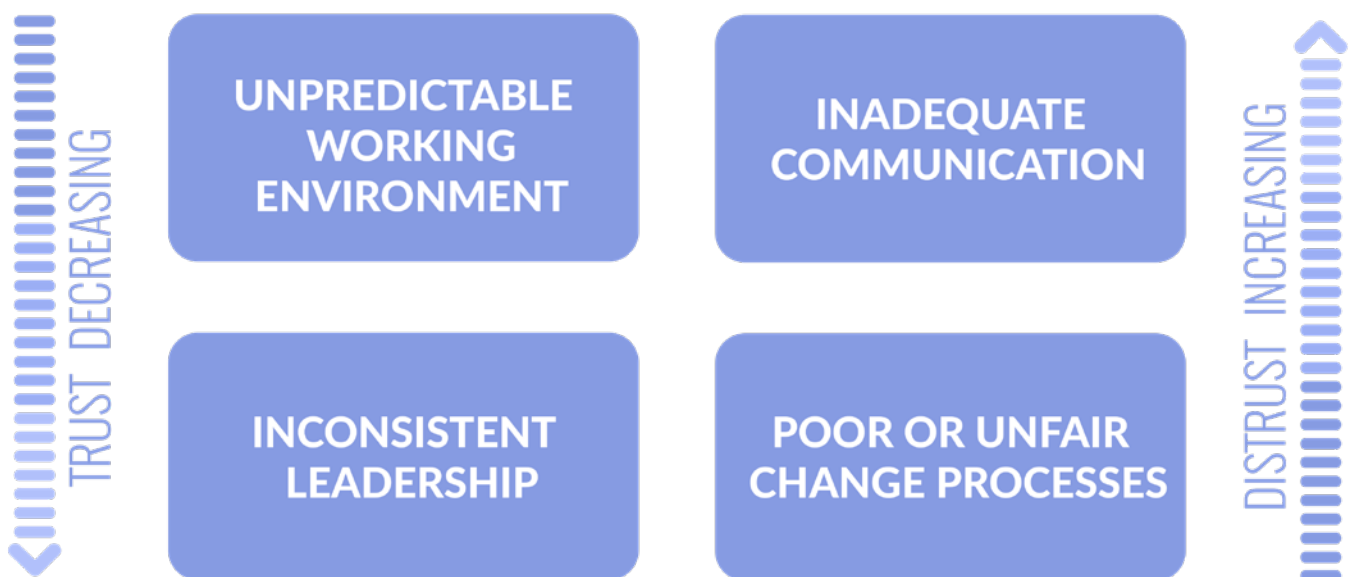 TRUST DECREASING
UNPREDICTABLE
WORKING
ENVIRONMENT
INADEQUATE
COMMUNICATION
INCONSISTENT
LEADERSHIP
POOR OR UNFAIR
CHANGE PROCESSES
DISTRUST INCREASING